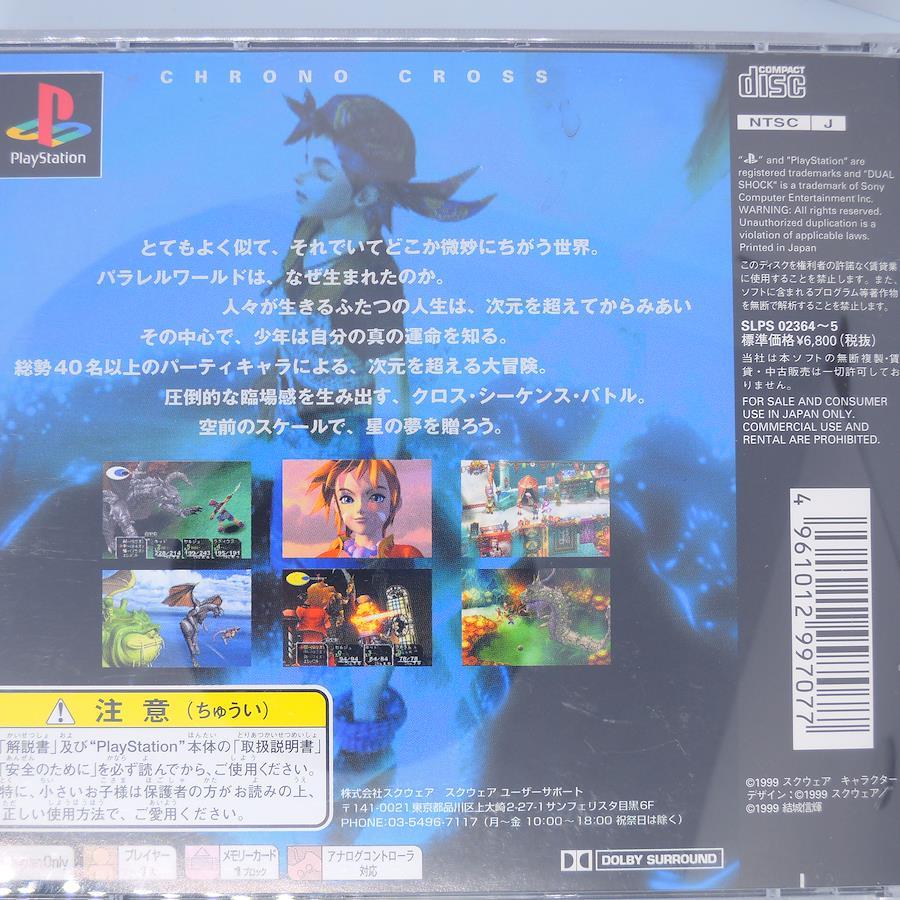 CHRONO CROSS
PlayStation
COMPACT
disc
NTSC J
"PS" and "PlayStation" are
registered trademarks and "DUAL
SHOCK" is a trademark of Sony
Computer Entertainment Inc.
WARNING: All rights reserved.
Unauthorized duplication is a
violation of applicable laws.
Printed in Japan
このディスクを権利者の許諾なく賃貸業
に使用することを禁止します。また、
ソフトに含まれるプログラム等著作物
を無断で解析することを禁止します。
SLPS 02364〜5
標準価格¥6,800(税抜)
当社は本ソフトの無断複製・賃
貸・中古販売は一切許可してお
りません。
FOR SALE AND CONSUMER
USE IN JAPAN ONLY.
COMMERCIAL USE AND
RENTAL ARE PROHIBITED.
とてもよく似て、それでいてどこか微妙にちがう世界。
パラレルワールドは、なぜ生まれたのか。
人々が生きるふたつの人生は、次元を超えてからみあい
その中心で、少年は自分の真の運命を知る。
総勢40名以上のパーティキャラによる、次元を超える大冒険。
圧倒的な臨場感を生み出す、クロス・シーケンス・バトル。
空前のスケールで、星の夢を贈ろう。
4 961012 997077
注意(ちゅうい)
「解説書」及び"PlayStation"本体の「取扱説明書」
「安全のために」を必ず読んでから、ご使用ください。
特に、小さいお子様は保護者の方がお読みの上、
正しい使用方法で、ご愛用ください。
株式会社スクウェア スクウェア ユーザーサポート
〒141-0021 東京都品川区上大崎2-27-1サンフェリスタ目黒6F
PHONE:03-5496-7117(月〜金 10:00〜18:00 祝祭日は除く)
©1999 スクウェア キャラクター
デザイン:©1999 スクウェア/
©1999 結城信輝
Only
プレイヤー
1人
メモリーカード
1ブロック
アナログコントローラ
対応
DOLBY SURROUND